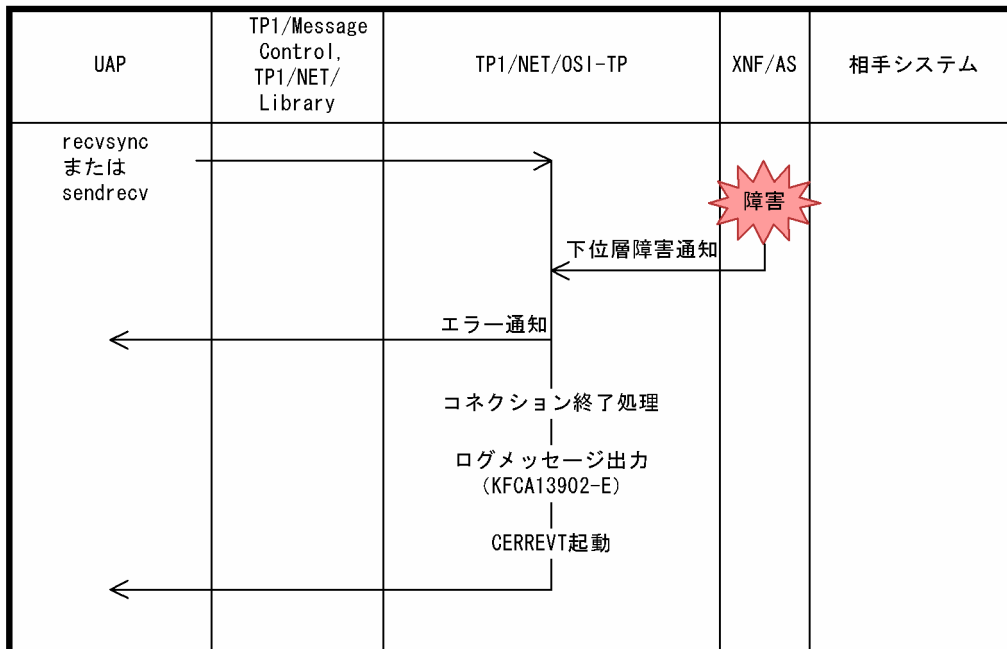 UAP
TP1/Message
Control,
TP1/NET/
Library
TP1/NET/OSI-TP
XNF/AS
相手システム
recvsync
または
sendrecv
障害
下位層障害通知
エラー通知
コネクション終了処理
ログメッセージ出力
(KFCA13902-E)
CERREVT起動